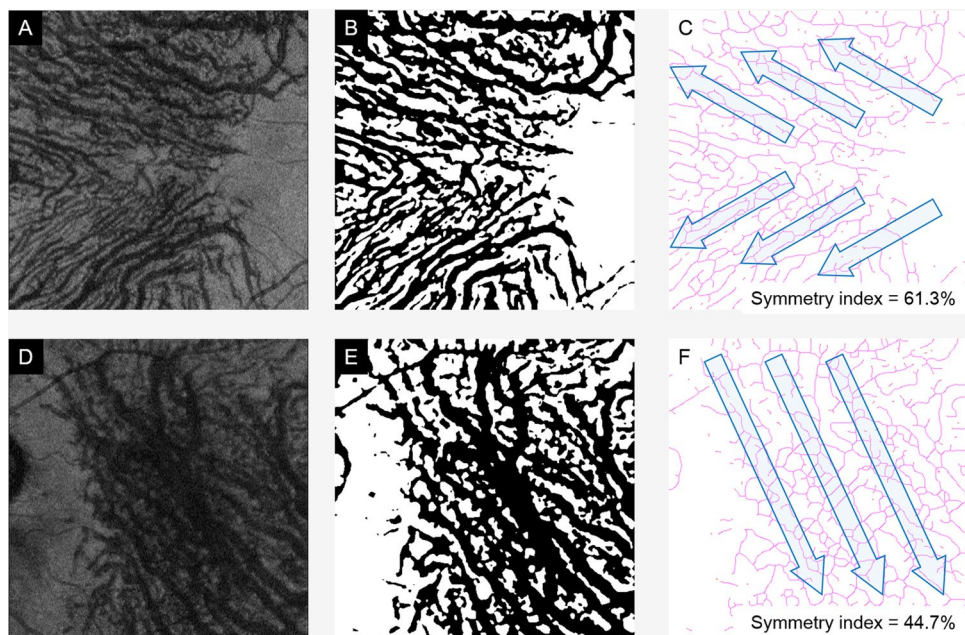 A
B
C
Symmetry index = 61.3%
D
E
F
Symmetry index = 44.7%